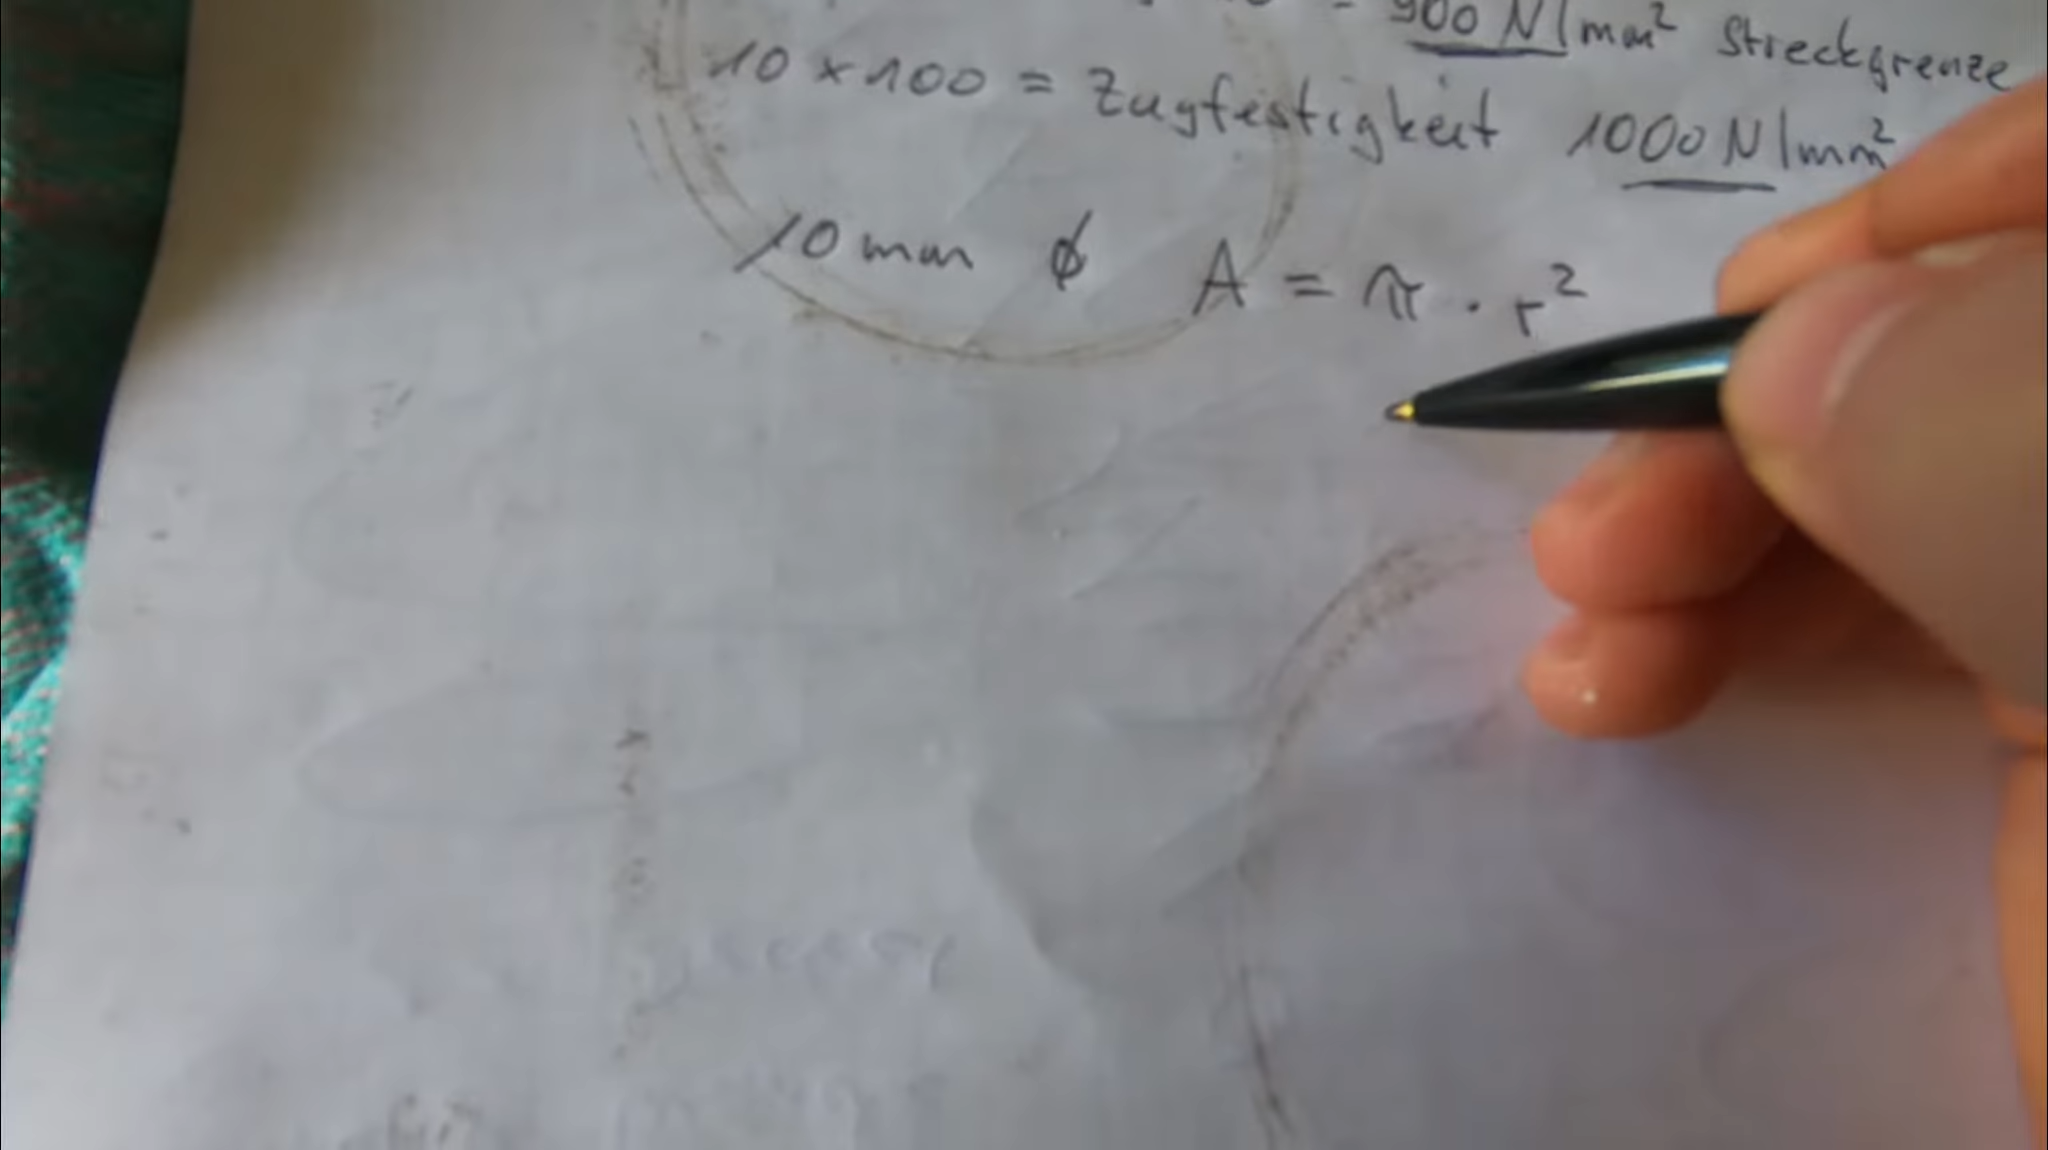 = 900 N/mm² Streckgrenze
10 x 100 = Zugfestigkeit 1000 N/mm²
10 mm ø A = π · r²